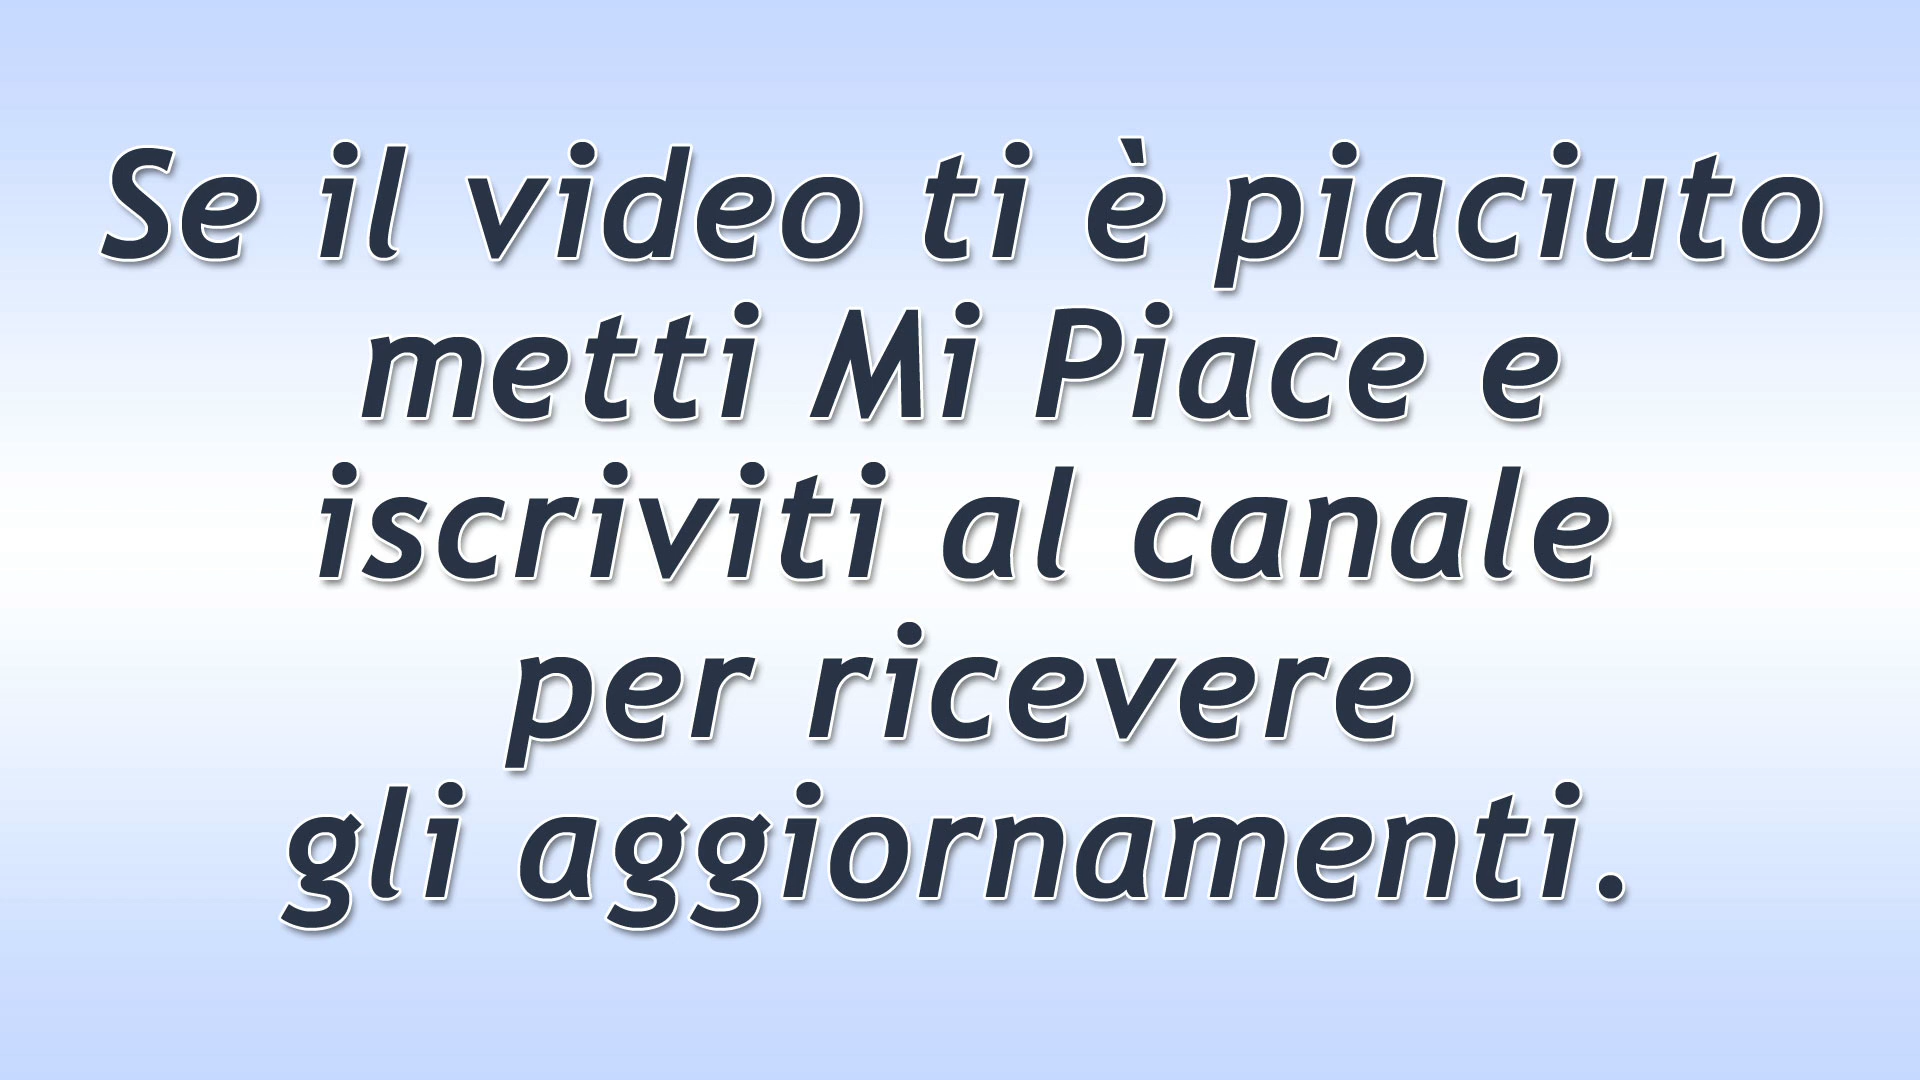 Se il video ti è piaciuto
metti Mi Piace e
iscriviti al canale
per ricevere
gli aggiornamenti.